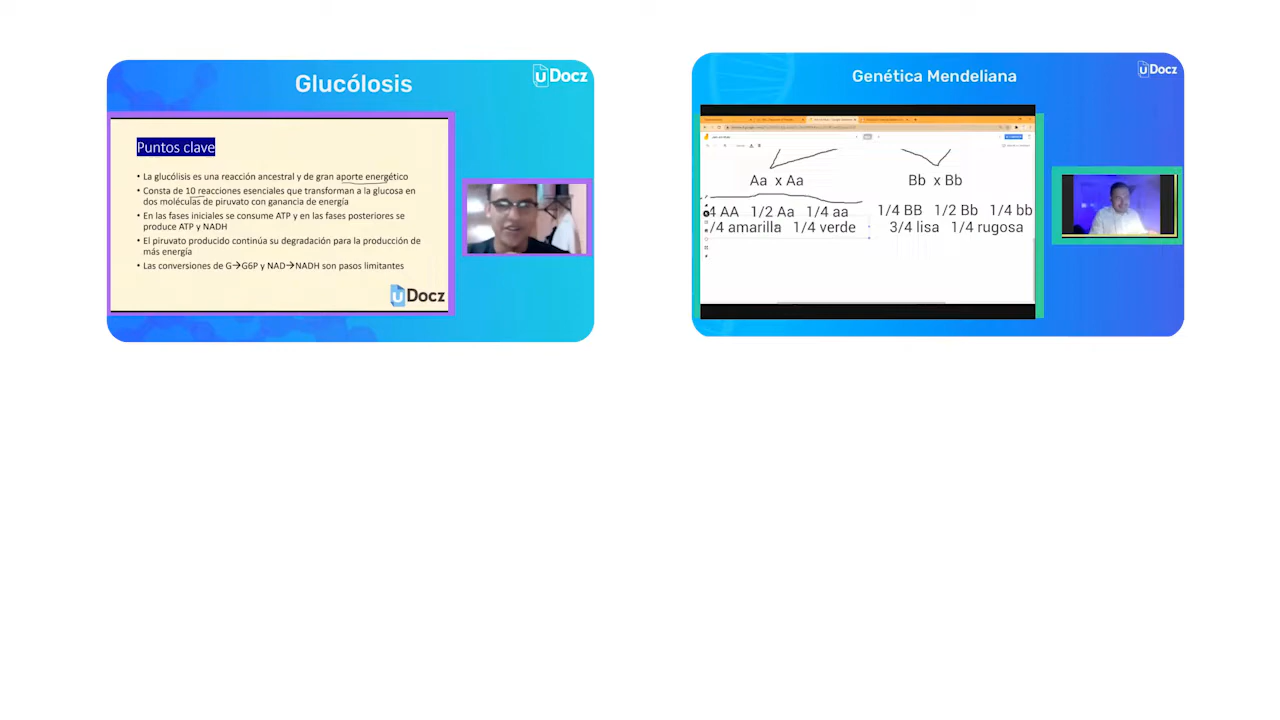 Glucólosis
uDocz
Puntos clave
• La glucólisis es una reacción ancestral y de gran aporte energético
• Consta de 10 reacciones esenciales que transforman a la glucosa en
dos moléculas de piruvato con ganancia de energía
• En las fases iniciales se consume ATP y en las fases posteriores se
produce ATP y NADH
• El piruvato producido continúa su degradación para la producción de
más energía
• Las conversiones de G→G6P y NAD→NADH son pasos limitantes
uDocz
Genética Mendeliana
uDocz
Aa x Aa
Bb x Bb
4 AA 1/2 Aa 1/4 aa
1/4 BB 1/2 Bb 1/4 bb
/4 amarilla 1/4 verde
3/4 lisa 1/4 rugosa